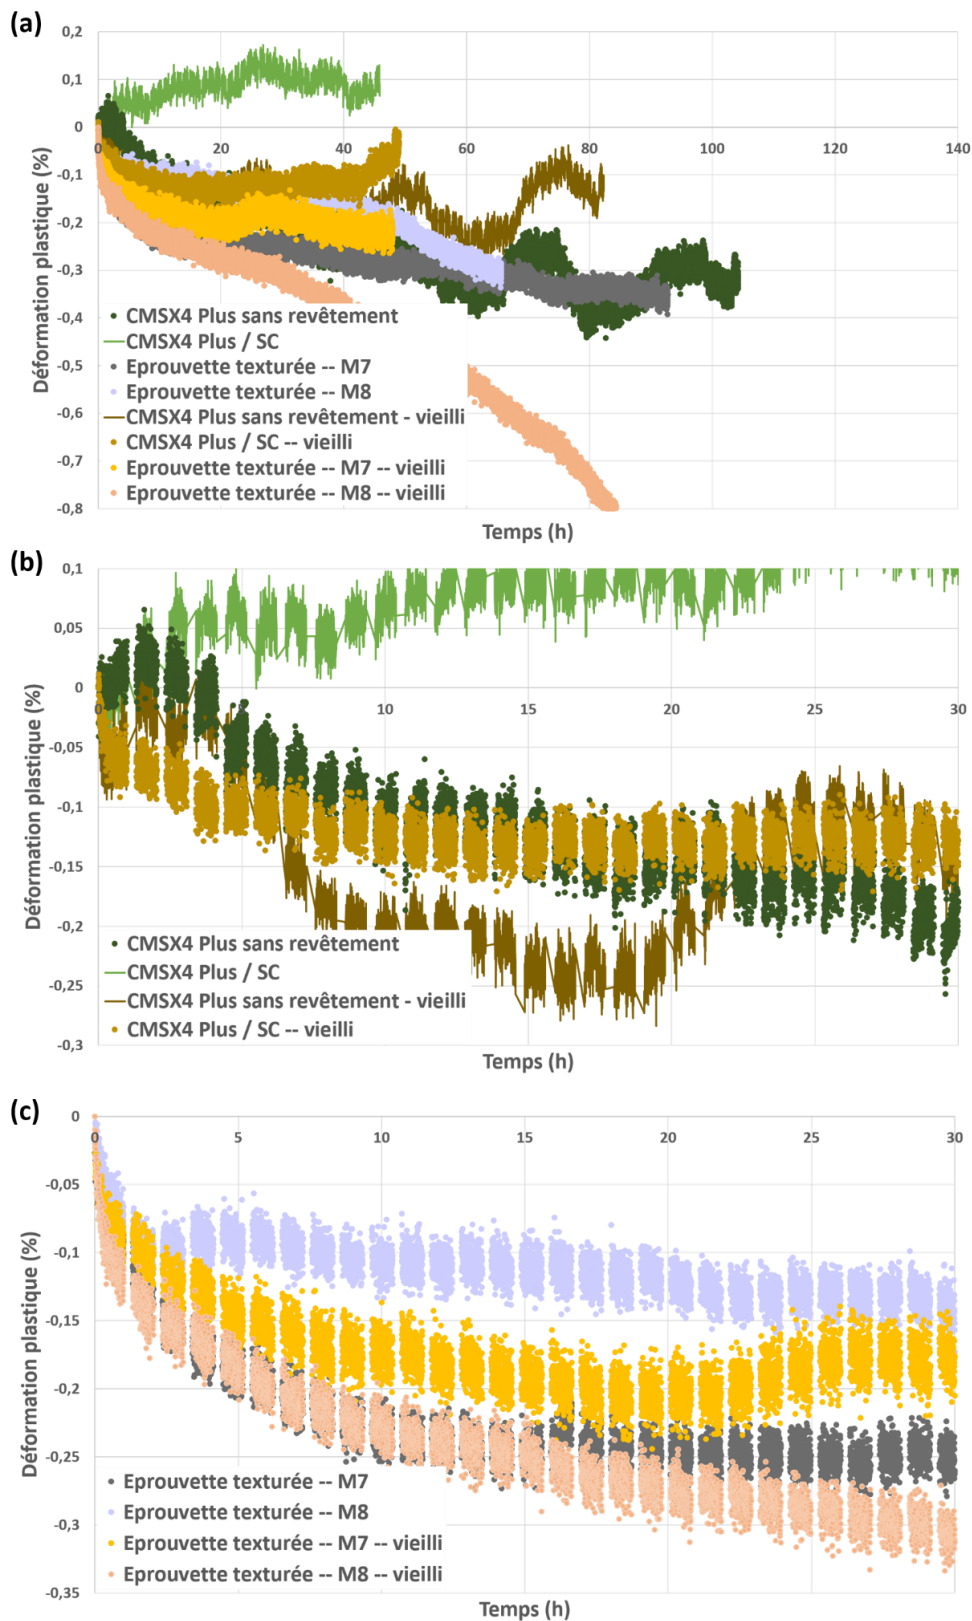 (a)
0,2
0,1
0
20
40
60
80
100
120
140
-0,1
-0,2
-0,3
-0,4
-0,5
-0,6
-0,7
-0,8
Déformation plastique (%)
CMSX4 Plus sans revêtement
CMSX4 Plus / SC
Eprouvette texturée -- M7
Eprouvette texturée -- M8
CMSX4 Plus sans revêtement - vieilli
CMSX4 Plus / SC -- vieilli
Eprouvette texturée -- M7 -- vieilli
Eprouvette texturée -- M8 -- vieilli
Temps (h)
(b)
0,1
0,05
0
10
15
20
25
30
-0,05
-0,1
-0,15
-0,2
-0,25
-0,3
Déformation plastique (%)
CMSX4 Plus sans revêtement
CMSX4 Plus / SC
CMSX4 Plus sans revêtement - vieilli
CMSX4 Plus / SC -- vieilli
Temps (h)
(c)
0
0
5
10
15
20
25
30
-0,05
-0,1
-0,15
-0,2
-0,25
-0,3
-0,35
Déformation plastique (%)
Eprouvette texturée -- M7
Eprouvette texturée -- M8
Eprouvette texturée -- M7 -- vieilli
Eprouvette texturée -- M8 -- vieilli
Temps (h)